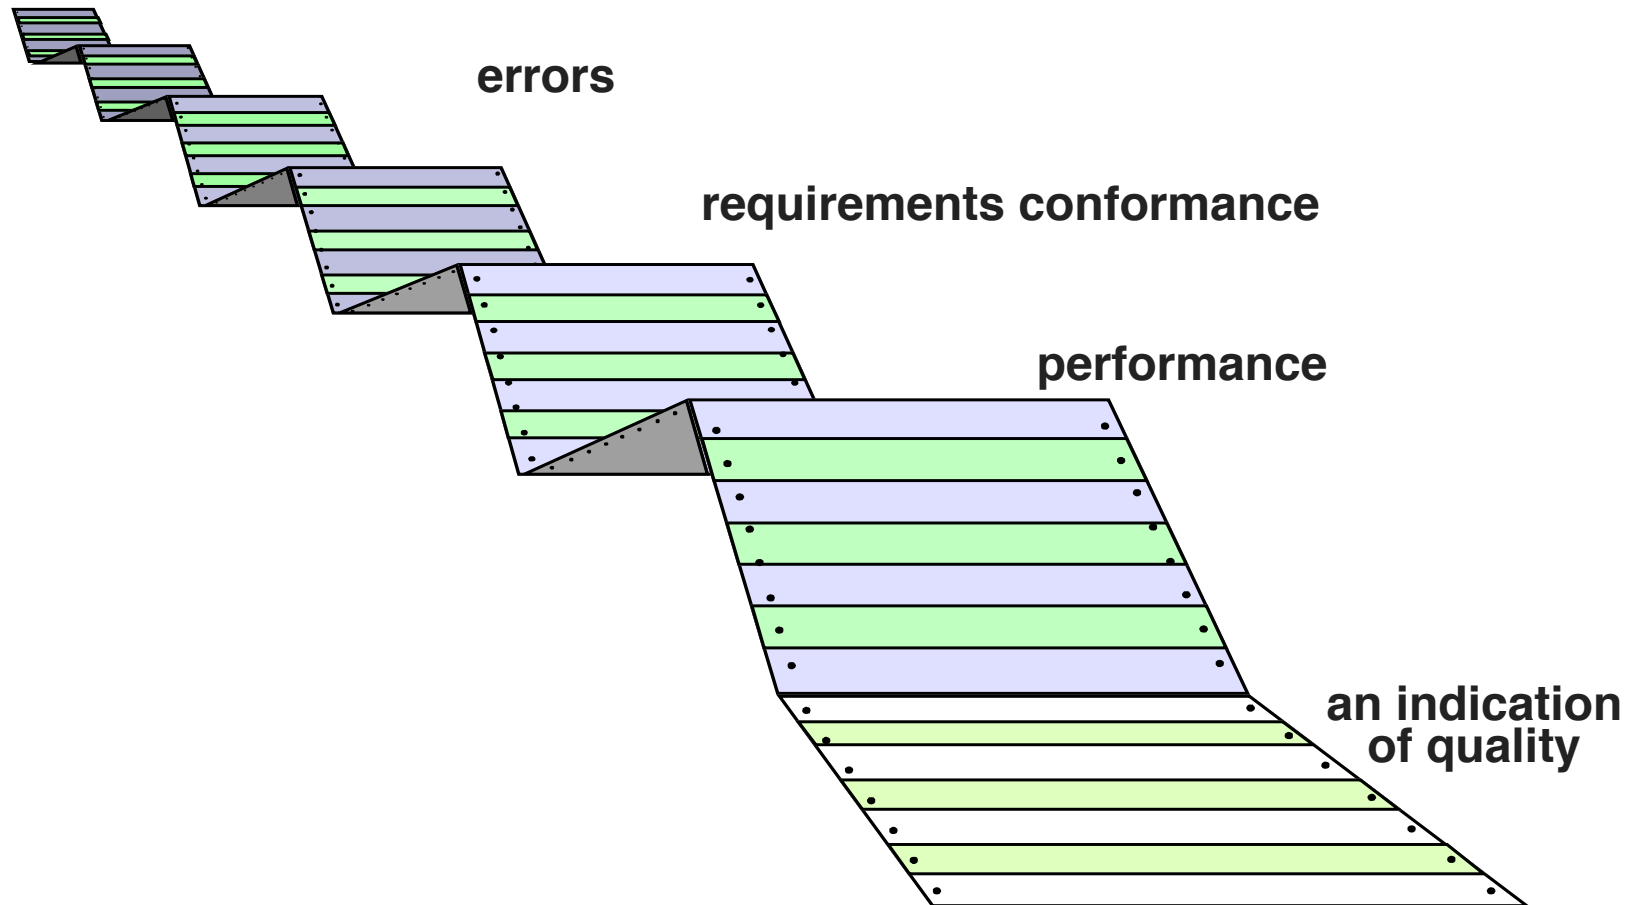 errors
requirements conformance
performance
an indication
of quality